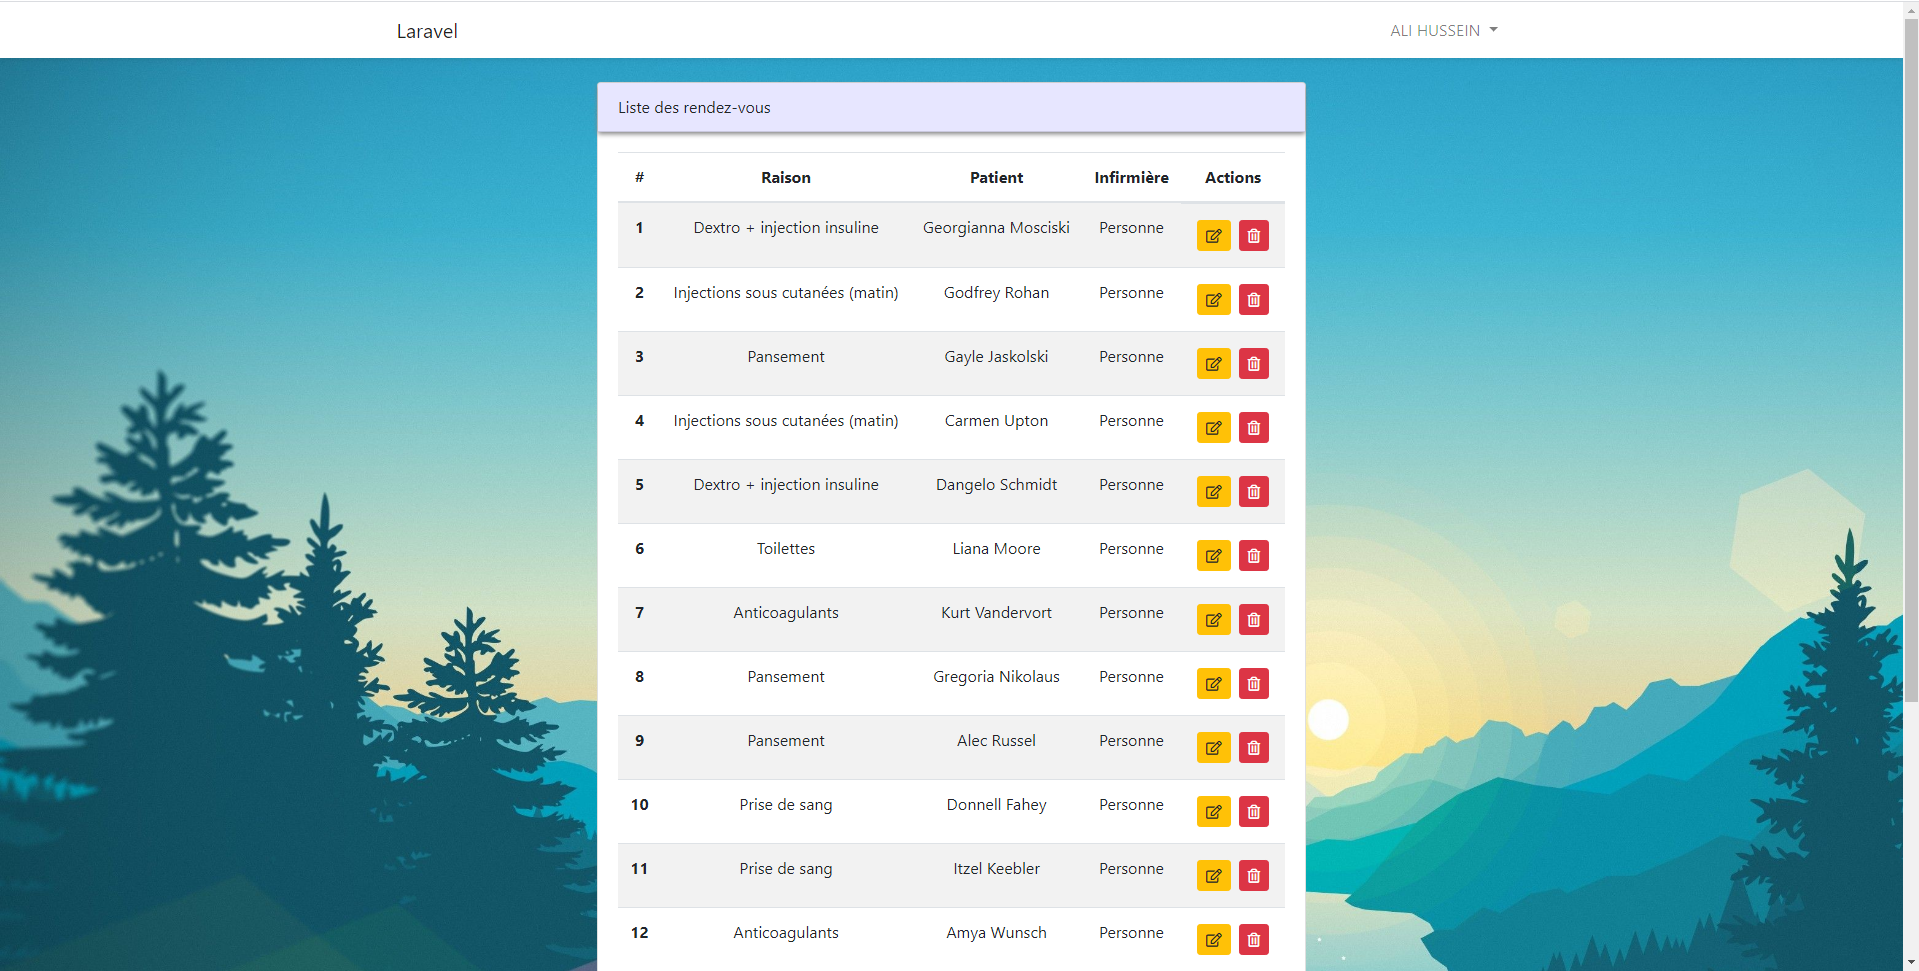 Laravel ALI HUSSEIN
Liste des rendez-vous
# Raison Patient Infirmière Actions
1 Dextro + injection insuline Georgianna Mosciski Personne
2 Injections sous cutanées (matin) Godfrey Rohan Personne
3 Pansement Gayle Jaskolski Personne
4 Injections sous cutanées (matin) Carmen Upton Personne
5 Dextro + injection insuline Dangelo Schmidt Personne
6 Toilettes Liana Moore Personne
7 Anticoagulants Kurt Vandervort Personne
8 Pansement Gregoria Nikolaus Personne
9 Pansement Alec Russel Personne
10 Prise de sang Donnell Fahey Personne
11 Prise de sang Itzel Keebler Personne
12 Anticoagulants Amya Wunsch Personne